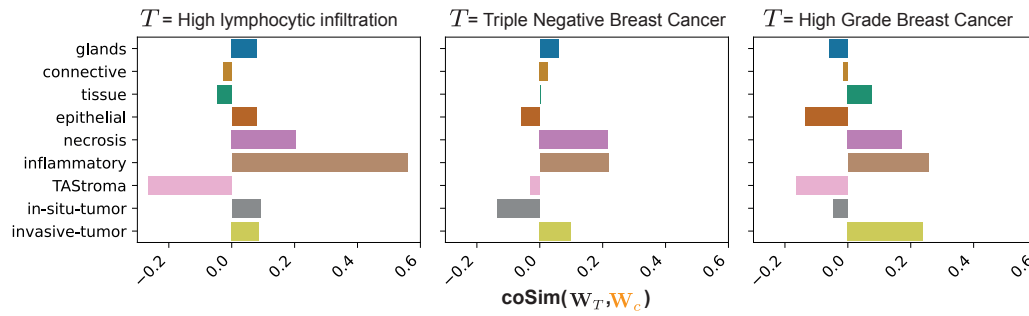 T = High lymphocytic infiltration
T = Triple Negative Breast Cancer
T = High Grade Breast Cancer
glands
connective
tissue
epithelial
necrosis
inflammatory
TAStroma
in-situ-tumor
invasive-tumor
−0.2 0.0 0.2 0.4 0.6
−0.2 0.0 0.2 0.4 0.6
−0.2 0.0 0.2 0.4 0.6
coSim(W_T,W_c)